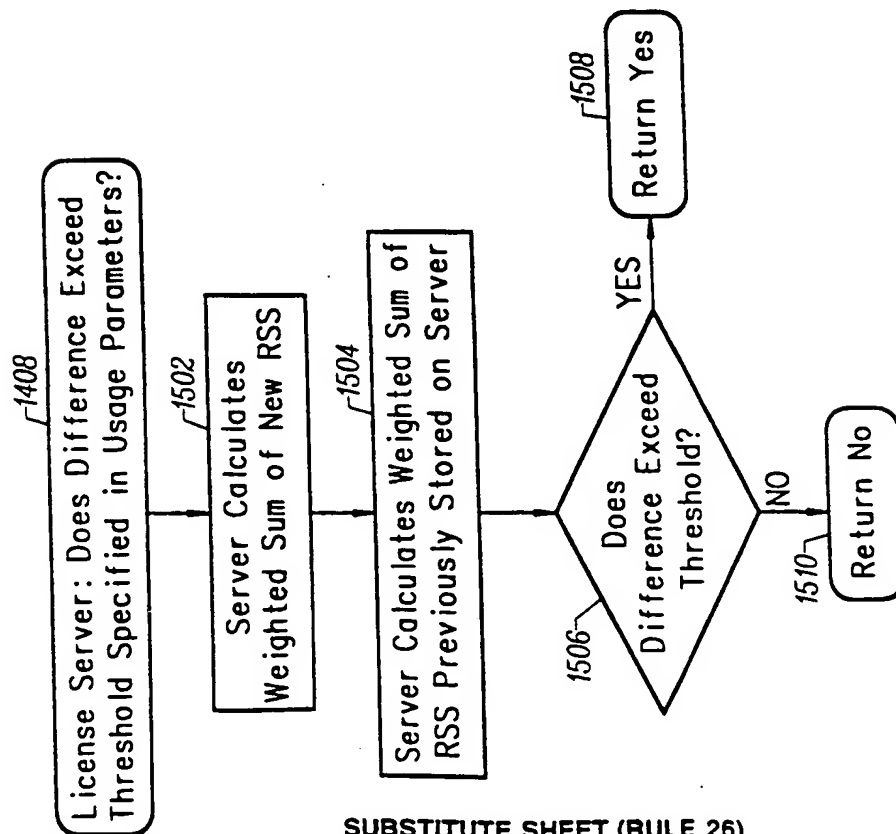 1408
License Server: Does Difference Exceed
Threshold Specified in Usage Parameters?
1502
Server Calculates
Weighted Sum of New RSS
1504
Server Calculates Weighted Sum of
RSS Previously Stored on Server
1506
Does
Difference Exceed
Threshold?
YES
1508
Return Yes
NO
1510
Return No
SUBSTITUTE SHEET (RULE 26)